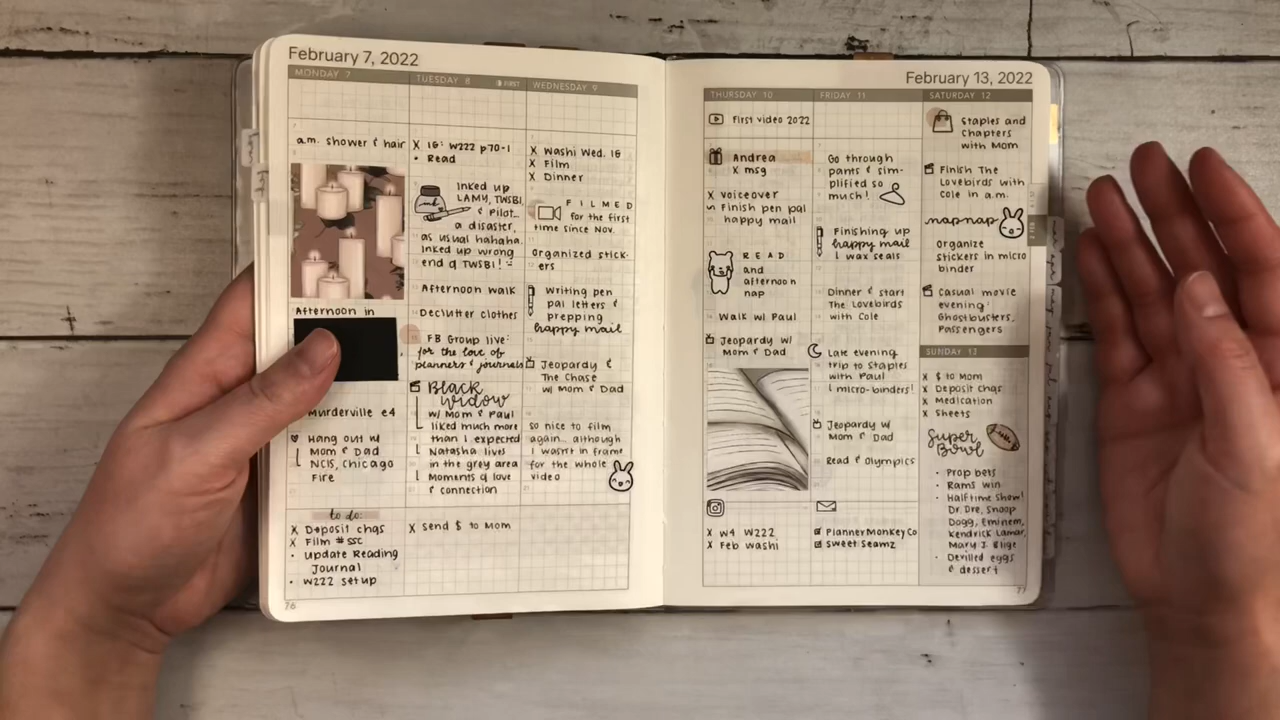 February 7, 2022
MONDAY 7
a.m. shower & hair
Afternoon in
Murderville e4
Hang out w/
Mom & Dad
NCIS, Chicago
Fire
to do:
X Deposit chqs
X Film #ssc
• update Reading
Journal
• W222 setup
76
TUESDAY 8
FIRST
X IG: W222 p70-1
• Read
ink
Inked up
LAMY, TWSBI,
& Pilot...
a disaster,
as usual hahaha.
Inked up wrong
end of TWSBI!
Afternoon walk
Declutter clothes
FB Group live:
for the love of
planners & journals
Black
Widow
w/ Mom & Paul
liked much more
than I expected
Natasha lives
in the grey area
Moments of love
& connection
X Send $ to Mom
WEDNESDAY 9
X Washi Wed. IG
X Film
X Dinner
FILMED
for the first
time since Nov.
Organized stick-
ers
Writing pen
pal letters &
prepping
happy mail
Jeopardy &
The Chase
w/ Mom & Dad
so nice to film
again... although
I wasn't in frame
for the whole
video
February 13, 2022
THURSDAY 10
First video 2022
Andrea
X msg
X voiceover
~ Finish pen pal
happy mail
READ
and
afternoon
nap
Walk w/ Paul
Jeopardy w/
Mom & Dad
X W4 W222
X Feb washi
FRIDAY 11
Go through
pants & sim-
plified so
much!
Finishing up
happy mail
& wax seals
Dinner & start
The Lovebirds
with Cole
Late evening
trip to Staples
with Paul
(micro-binders!)
Jeopardy w/
Mom & Dad
Read & Olympics
PlannerMonkeyCo
Sweet Seamz
SATURDAY 12
Staples and
chapters
with Mom
Finish The
Lovebirds with
Cole in a.m.
napnap
organize
stickers in micro
binder
Casual movie
evening:
Ghostbusters,
Passengers
SUNDAY 13
X $ to Mom
X Deposit chqs
X Medication
X Sheets
Super
Bowl
• Prop bets
• Rams win
• Halftime Show!
Dr. Dre, Snoop
Dogg, Eminem,
Kendrick Lamar,
Mary J. Blige
• Devilled eggs
& dessert
77